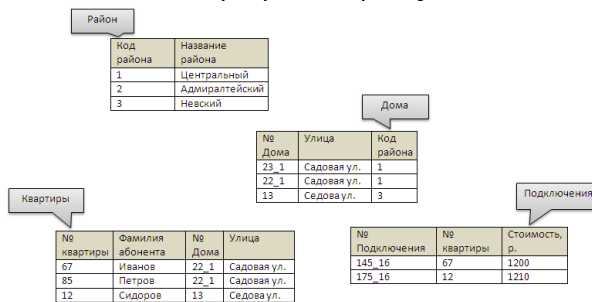 Район
Код района Название района
1 Центральный
2 Адмиралтейский
3 Невский
Дома
№ Дома Улица Код района
23_1 Садовая ул. 1
22_1 Садовая ул. 1
13 Седова ул. 3
Квартиры
№ квартиры Фамилия абонента № Дома Улица
67 Иванов 22_1 Садовая ул.
85 Петров 22_1 Садовая ул.
12 Сидоров 13 Седова ул.
Подключения
№ Подключения № квартиры Стоимость, р.
145_16 67 1200
175_16 12 1210